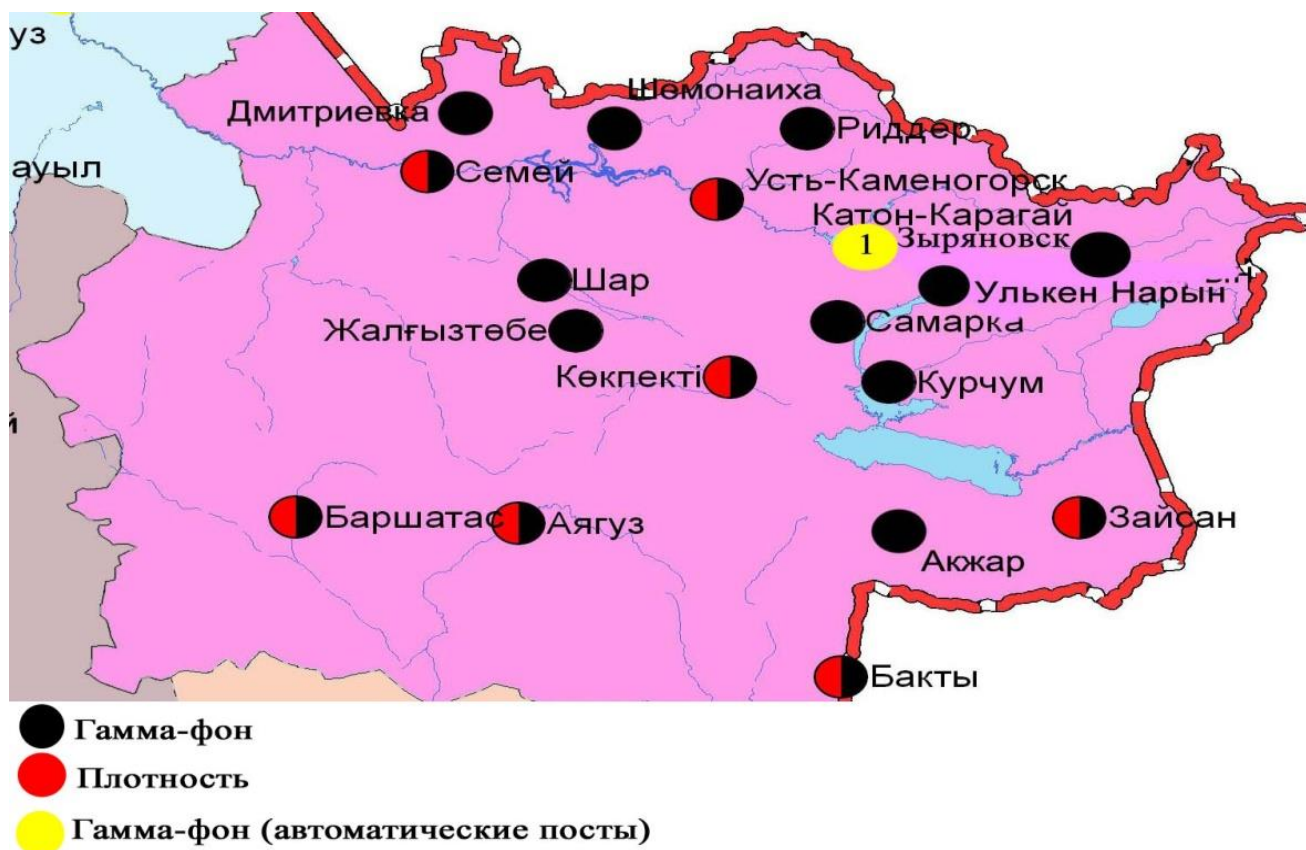 уз
Шемонаиха
Дмитриевка
Риддер
ауыл
Семей
Усть-Каменогорск
Катон-Карагай
1 Зыряновск
Шар
Улькен Нарын
Самарка
Жалғызтөбе
Көкпекті
Курчум
й
Баршатас
Аягуз
Зайсан
Акжар
Бакты
Гамма-фон
Плотность
Гамма-фон (автоматические посты)